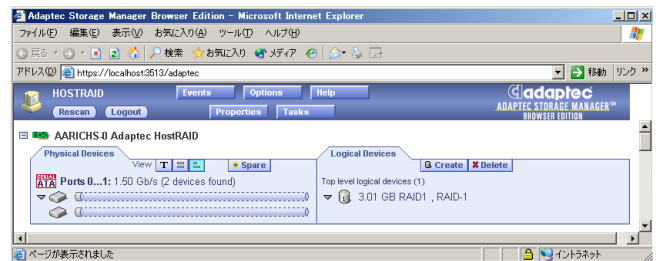 Adaptec Storage Manager Browser Edition - Microsoft Internet Explorer
ファイル(F) 編集(E) 表示(V) お気に入り(A) ツール(T) ヘルプ(H)
戻る 検索 お気に入り メディア
アドレス(D) https://localhost3513/adaptec 移動 リンク »
HOSTRAID Events Options Help adaptec
Rescan Logout Properties Tasks ADAPTEC STORAGE MANAGER™
BROWSER EDITION
AARICHS-0 Adaptec HostRAID
Physical Devices Logical Devices
View T + Spare Create Delete
SERIAL ATA Ports 0...1: 1.50 Gb/s (2 devices found) Top level logical devices (1)
3.01 GB RAID1 , RAID-1
ページが表示されました イントラネット